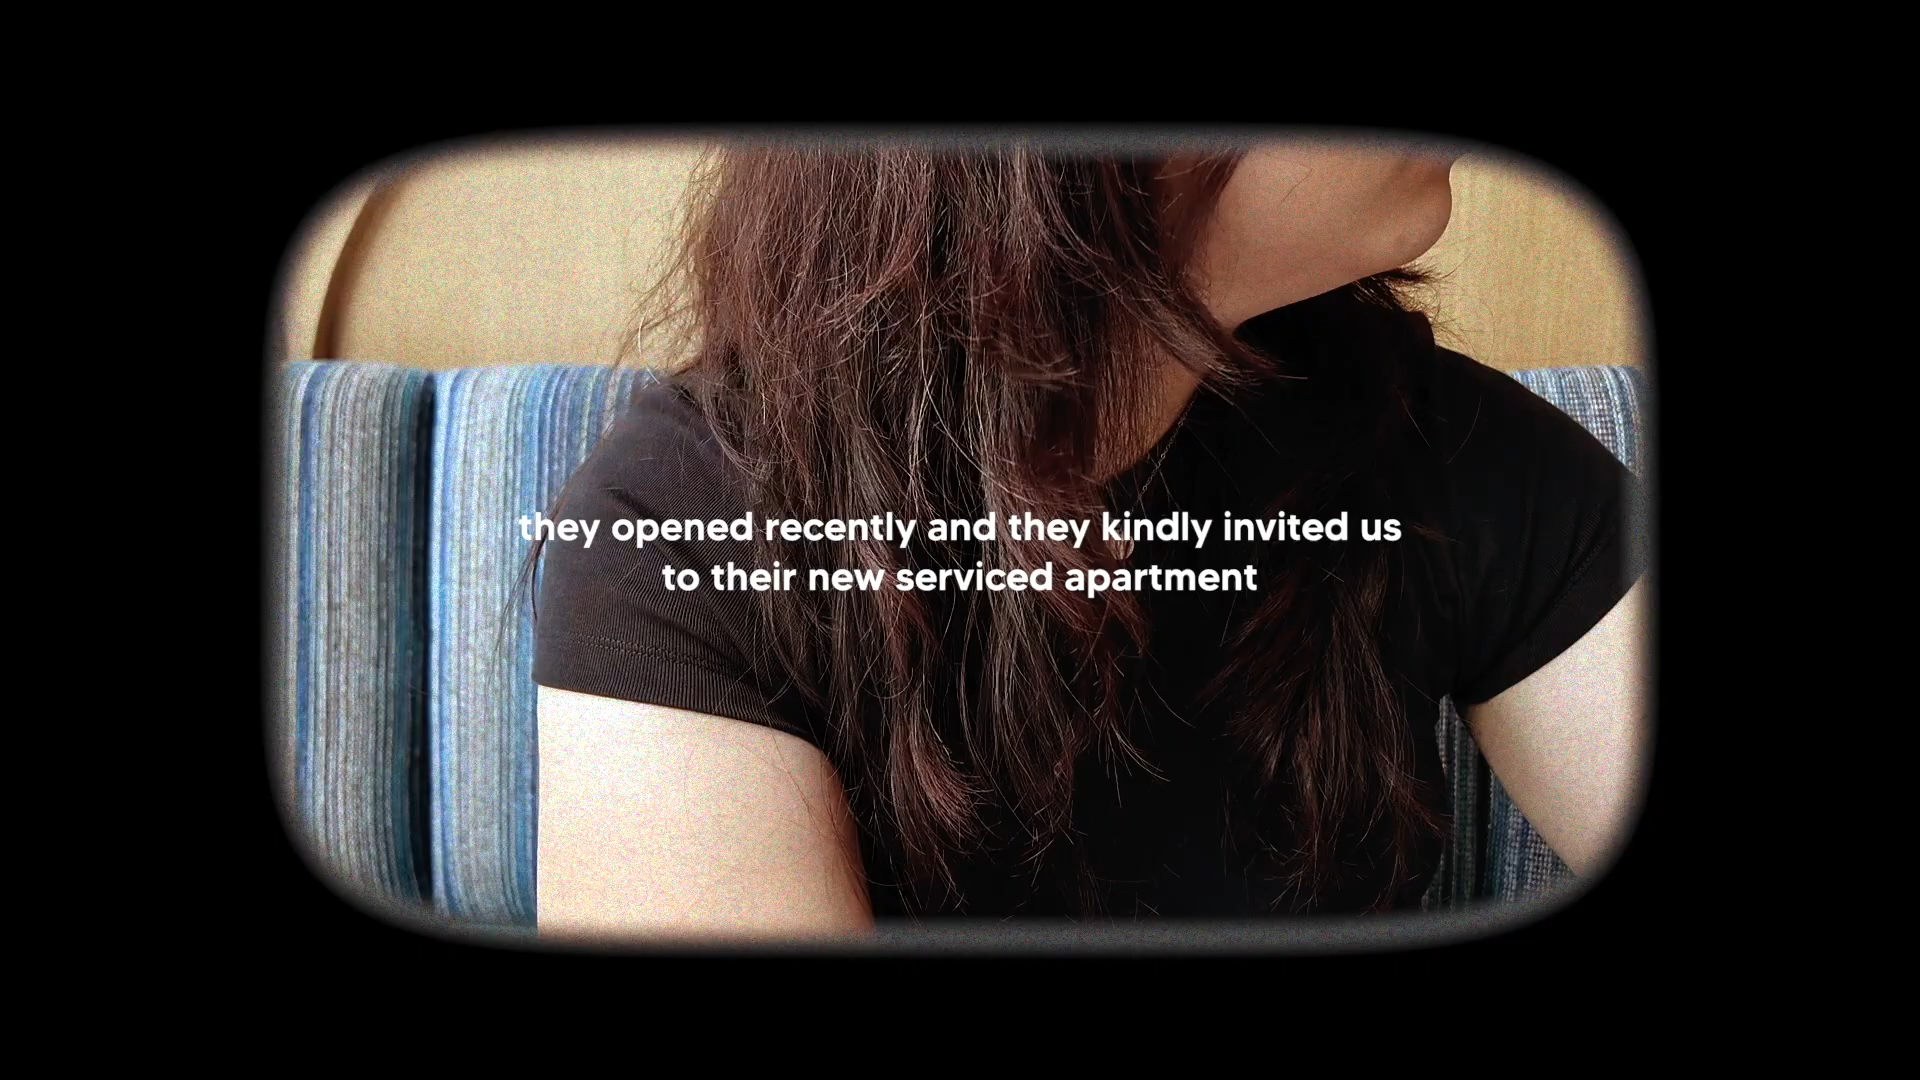 they opened recently and they kindly invited us
to their new serviced apartment